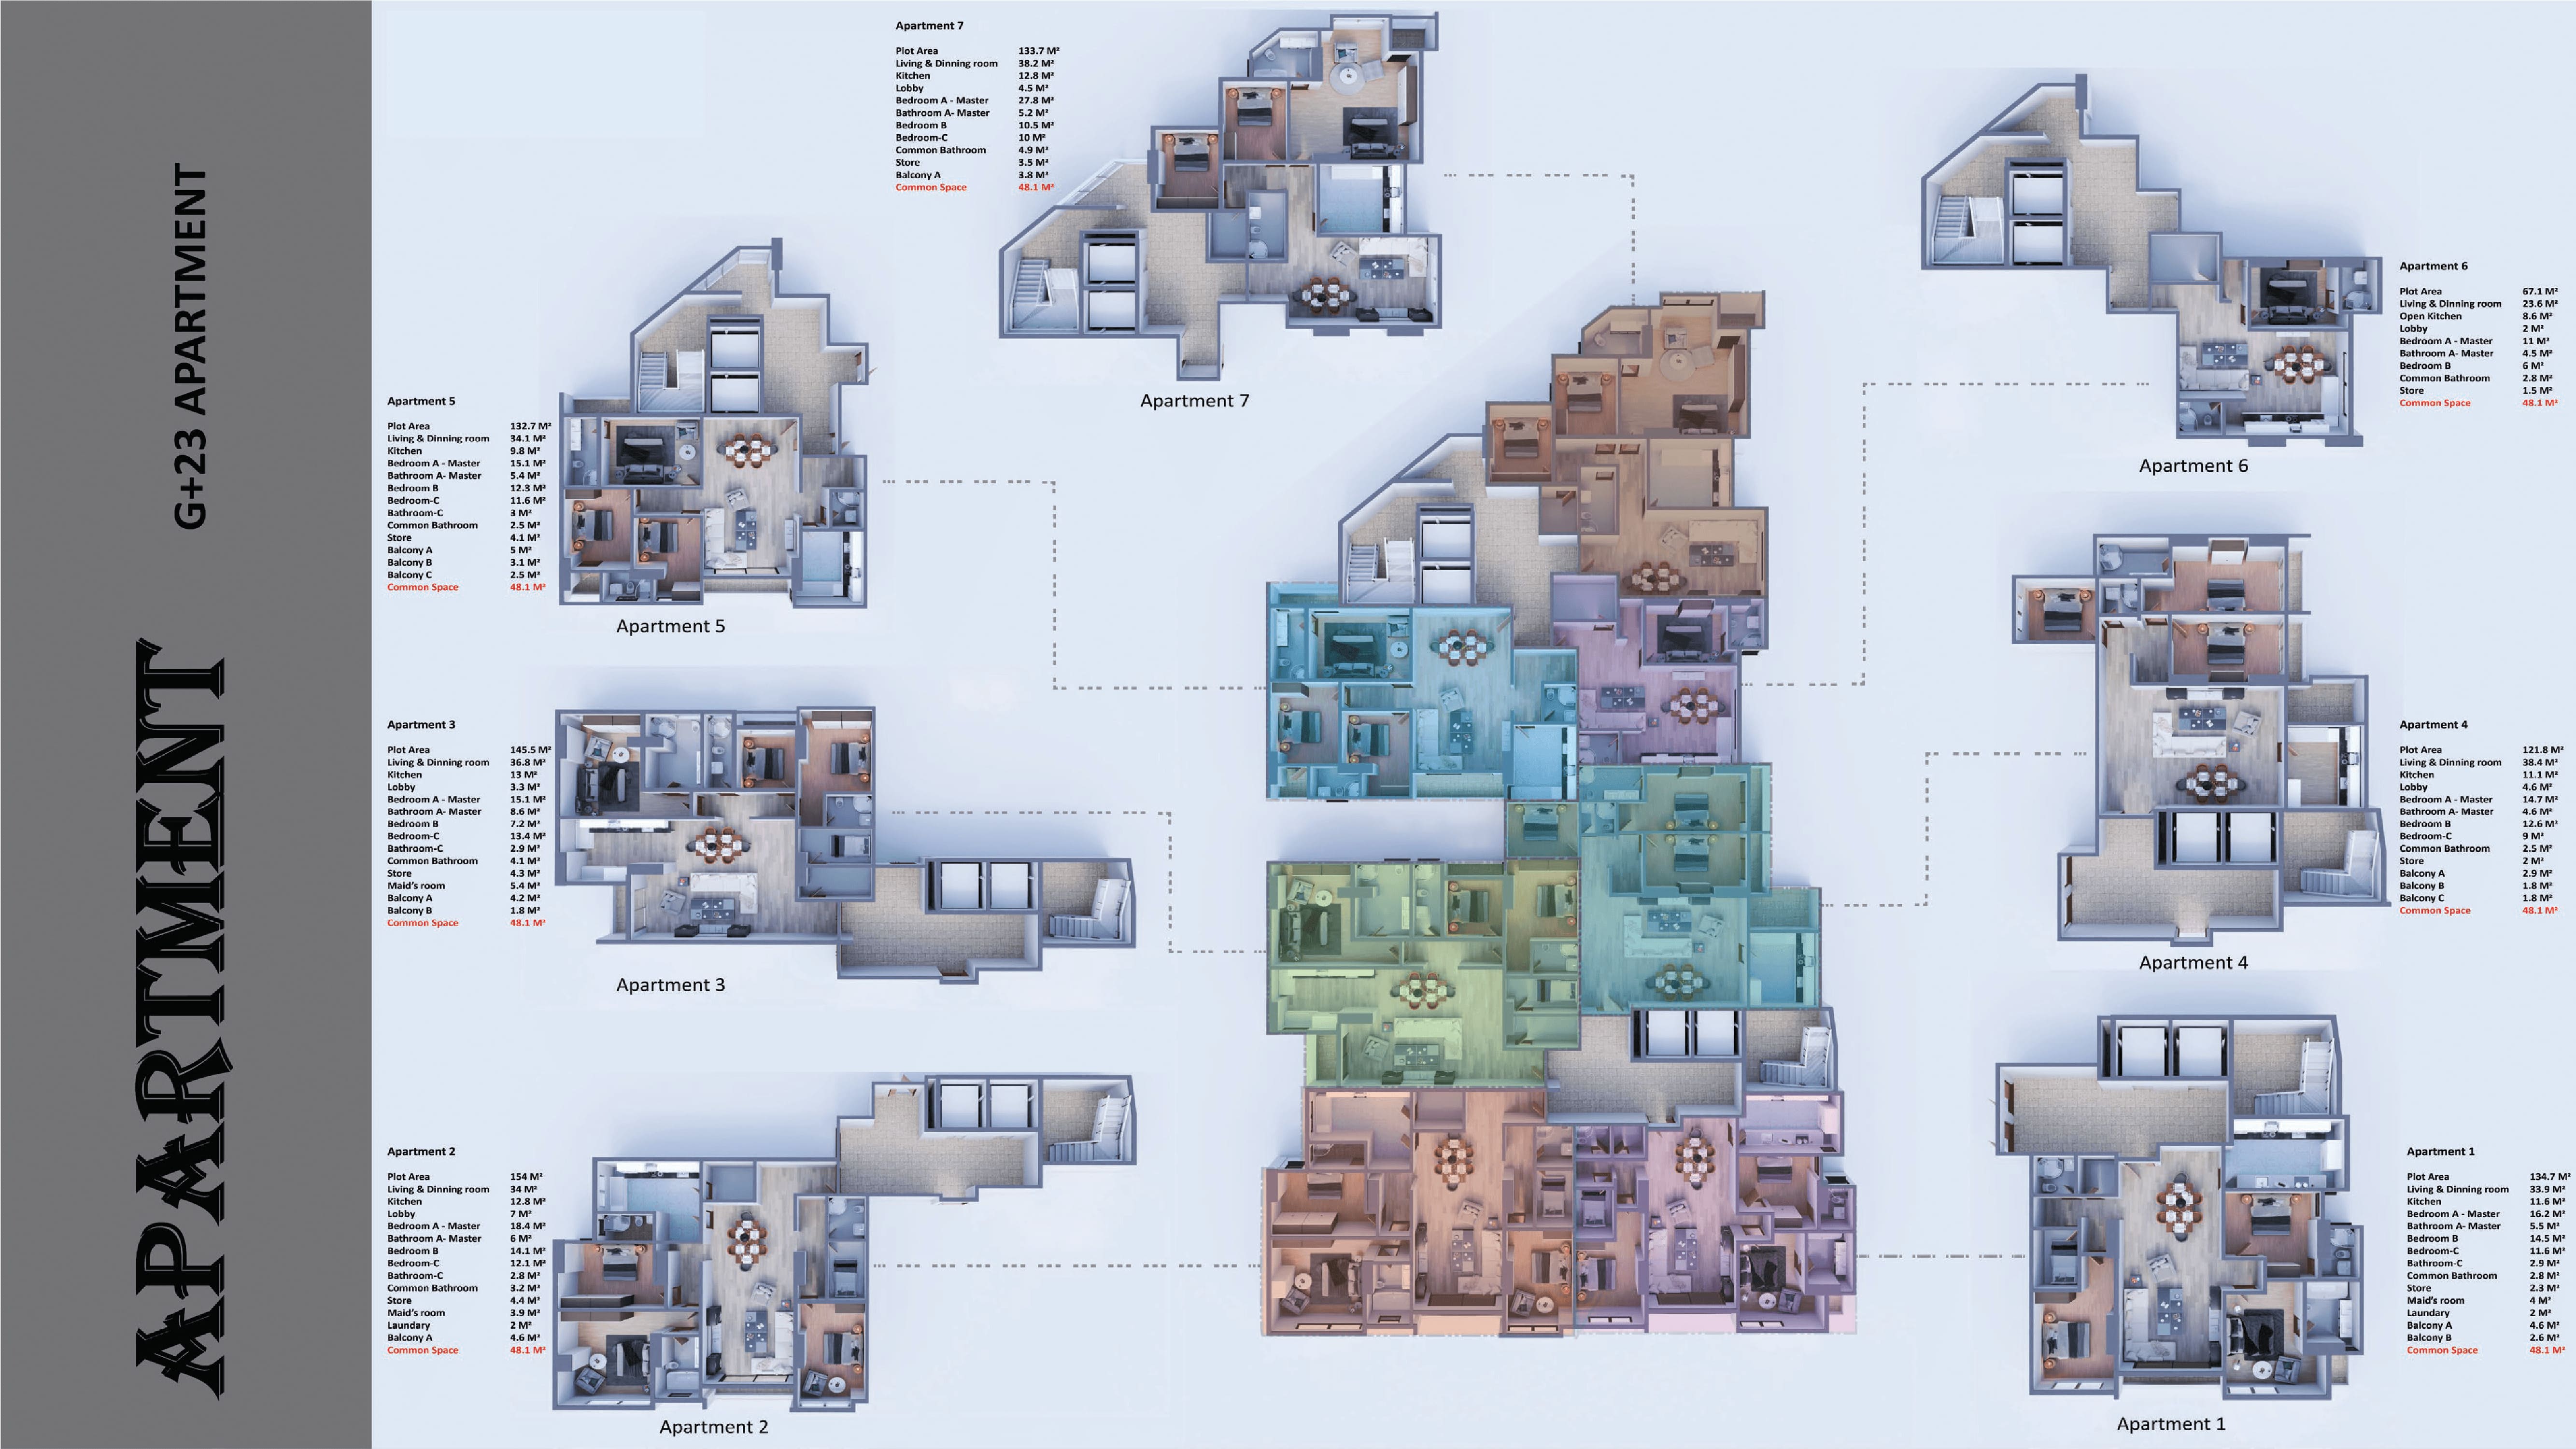 APARTMENT
G+23 APARTMENT
Apartment 7
Plot Area 133.7 M²
Living & Dinning room 38.2 M²
Kitchen 12.8 M²
Lobby 4.5 M²
Bedroom A - Master 27.8 M²
Bathroom A- Master 5.2 M²
Bedroom B 10.5 M²
Bedroom-C 10 M²
Common Bathroom 4.9 M²
Store 3.5 M²
Balcony A 3.8 M²
Common Space 48.1 M²
Apartment 7
Apartment 6
Plot Area 67.1 M²
Living & Dinning room 23.6 M²
Open Kitchen 8.6 M²
Lobby 2 M²
Bedroom A - Master 11 M²
Bathroom A- Master 4.5 M²
Bedroom B 6 M²
Common Bathroom 2.8 M²
Store 1.5 M²
Common Space 48.1 M²
Apartment 6
Apartment 5
Plot Area 132.7 M²
Living & Dinning room 34.1 M²
Kitchen 9.8 M²
Bedroom A - Master 15.1 M²
Bathroom A- Master 5.4 M²
Bedroom B 12.3 M²
Bedroom-C 11.6 M²
Bathroom-C 3 M²
Common Bathroom 2.5 M²
Store 4.1 M²
Balcony A 5 M²
Balcony B 3.1 M²
Balcony C 2.5 M²
Common Space 48.1 M²
Apartment 5
Apartment 3
Plot Area 145.5 M²
Living & Dinning room 36.8 M²
Kitchen 13 M²
Lobby 3.3 M²
Bedroom A - Master 15.1 M²
Bathroom A- Master 8.6 M²
Bedroom B 7.2 M²
Bedroom-C 13.4 M²
Bathroom-C 2.9 M²
Common Bathroom 4.1 M²
Store 4.3 M²
Maid's room 5.4 M²
Balcony A 4.2 M²
Balcony B 1.8 M²
Common Space 48.1 M²
Apartment 3
Apartment 4
Plot Area 121.8 M²
Living & Dinning room 38.4 M²
Kitchen 11.1 M²
Lobby 4.6 M²
Bedroom A - Master 14.7 M²
Bathroom A- Master 4.6 M²
Bedroom B 12.6 M²
Bedroom-C 9 M²
Common Bathroom 2.5 M²
Store 2 M²
Balcony A 2.9 M²
Balcony B 1.8 M²
Balcony C 1.8 M²
Common Space 48.1 M²
Apartment 4
Apartment 2
Plot Area 154 M²
Living & Dinning room 34 M²
Kitchen 12.8 M²
Lobby 7 M²
Bedroom A - Master 18.4 M²
Bathroom A- Master 6 M²
Bedroom B 14.1 M²
Bedroom-C 12.1 M²
Bathroom-C 2.8 M²
Common Bathroom 3.2 M²
Store 4.4 M²
Maid's room 3.9 M²
Laundary 2 M²
Balcony A 4.6 M²
Common Space 48.1 M²
Apartment 2
Apartment 1
Plot Area 134.7 M²
Living & Dinning room 33.9 M²
Kitchen 11.6 M²
Bedroom A - Master 16.2 M²
Bathroom A- Master 5.5 M²
Bedroom B 14.5 M²
Bedroom-C 11.6 M²
Bathroom-C 2.9 M²
Common Bathroom 2.8 M²
Store 2.3 M²
Maid's room 4 M²
Laundary 2 M²
Balcony A 4.6 M²
Balcony B 2.6 M²
Common Space 48.1 M²
Apartment 1